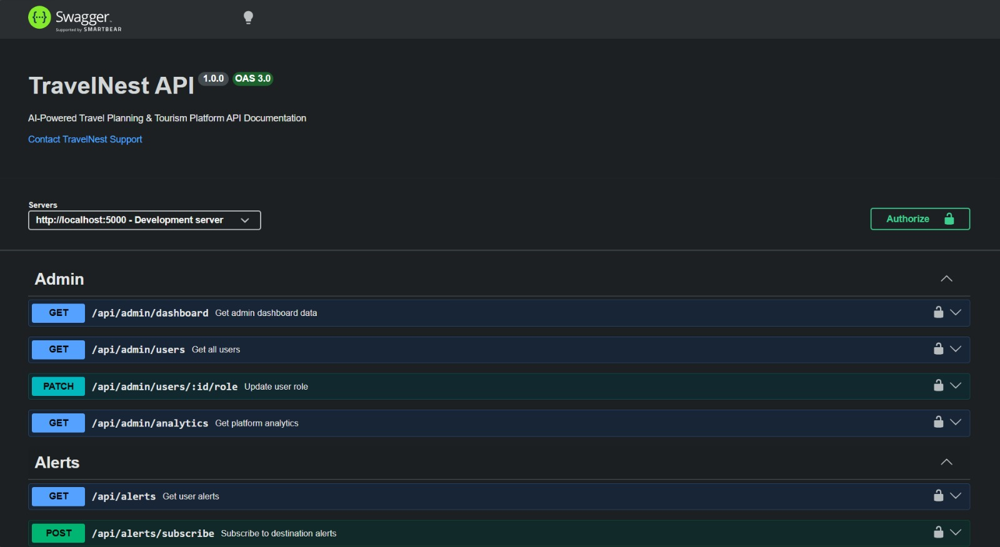 Swagger
Supported by SMARTBEAR
TravelNest API 1.0.0 OAS 3.0
AI-Powered Travel Planning & Tourism Platform API Documentation
Contact TravelNest Support
Servers
http://localhost:5000 - Development server
Authorize
Admin
GET /api/admin/dashboard Get admin dashboard data
GET /api/admin/users Get all users
PATCH /api/admin/users/:id/role Update user role
GET /api/admin/analytics Get platform analytics
Alerts
GET /api/alerts Get user alerts
POST /api/alerts/subscribe Subscribe to destination alerts